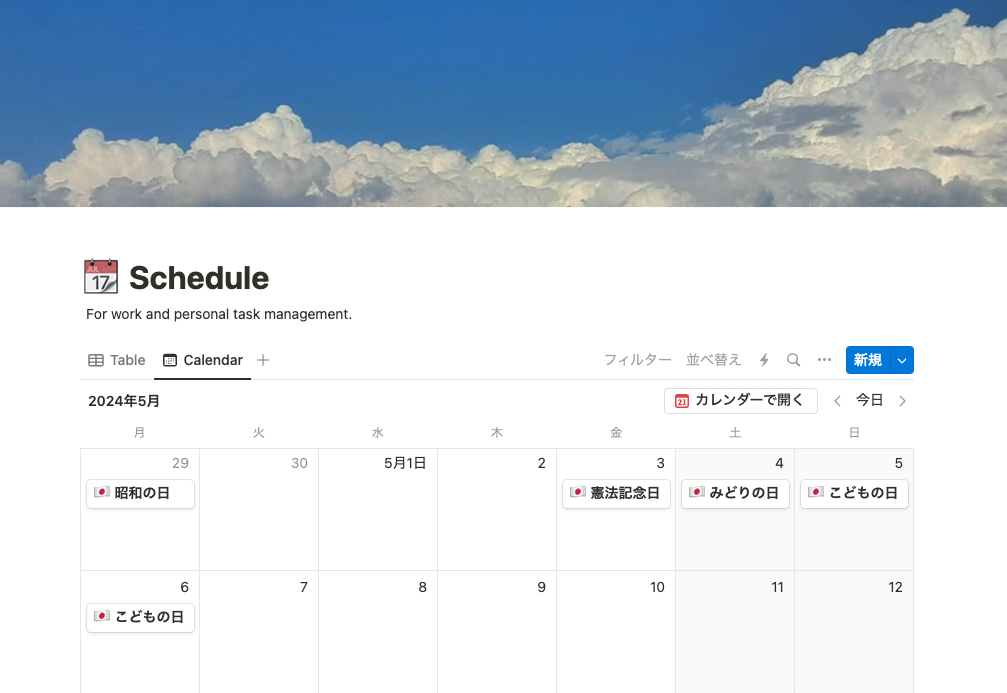 JUL
17
Schedule
For work and personal task management.
Table Calendar フィルター 並べ替え 新規
2024年5月 21 カレンダーで開く 今日
月 火 水 木 金 土 日
29 30 5月1日 2 3 4 5
昭和の日 憲法記念日 みどりの日 こどもの日
6 7 8 9 10 11 12
こどもの日